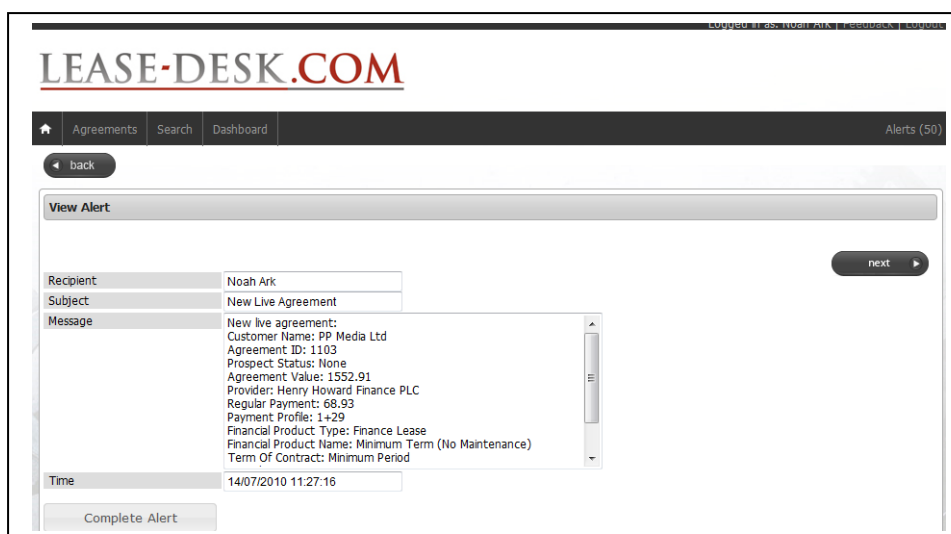 Logged in as: Noah Ark | Feedback | Logout
LEASE-DESK.COM
Agreements Search Dashboard Alerts (50)
back
View Alert
next
Recipient Noah Ark
Subject New Live Agreement
Message New live agreement:
Customer Name: PP Media Ltd
Agreement ID: 1103
Prospect Status: None
Agreement Value: 1552.91
Provider: Henry Howard Finance PLC
Regular Payment: 68.93
Payment Profile: 1+29
Financial Product Type: Finance Lease
Financial Product Name: Minimum Term (No Maintenance)
Term Of Contract: Minimum Period
Time 14/07/2010 11:27:16
Complete Alert